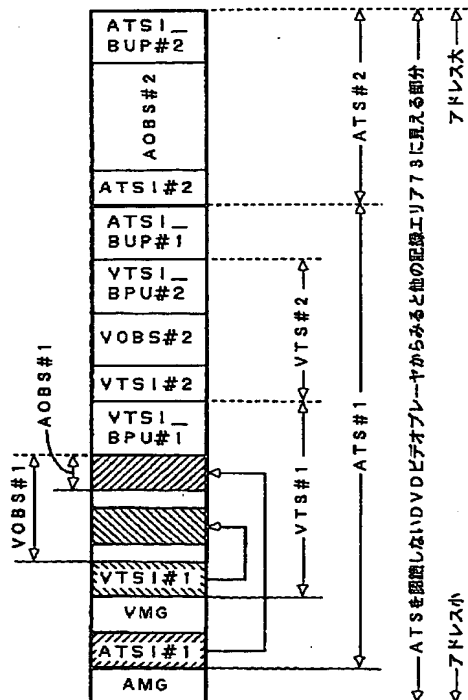 ATSI_
BUP#2
AOBS#2
ATSI#2
ATSI_
BUP#1
VTSI_
BPU#2
VOBS#2
VTSI#2
VTSI_
BPU#1
VTSI#1
VMG
ATSI#1
AMG
VOBS#1
AOBS#1
VTS#2
VTS#1
ATS#2
ATS#1
ATSを認識しないDVDビデオプレーヤからみると他の記録エリア73に見える部分
アドレス大
アドレス小